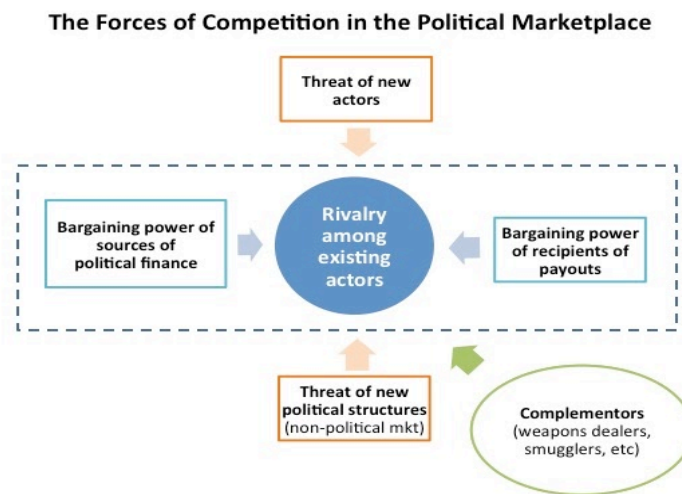 The Forces of Competition in the Political Marketplace
Threat of new
actors
Bargaining power of
sources of
political finance
Rivalry
among
existing
actors
Bargaining power
of recipients of
payouts
Threat of new
political structures
(non-political mkt)
Complementors
(weapons dealers,
smugglers, etc)